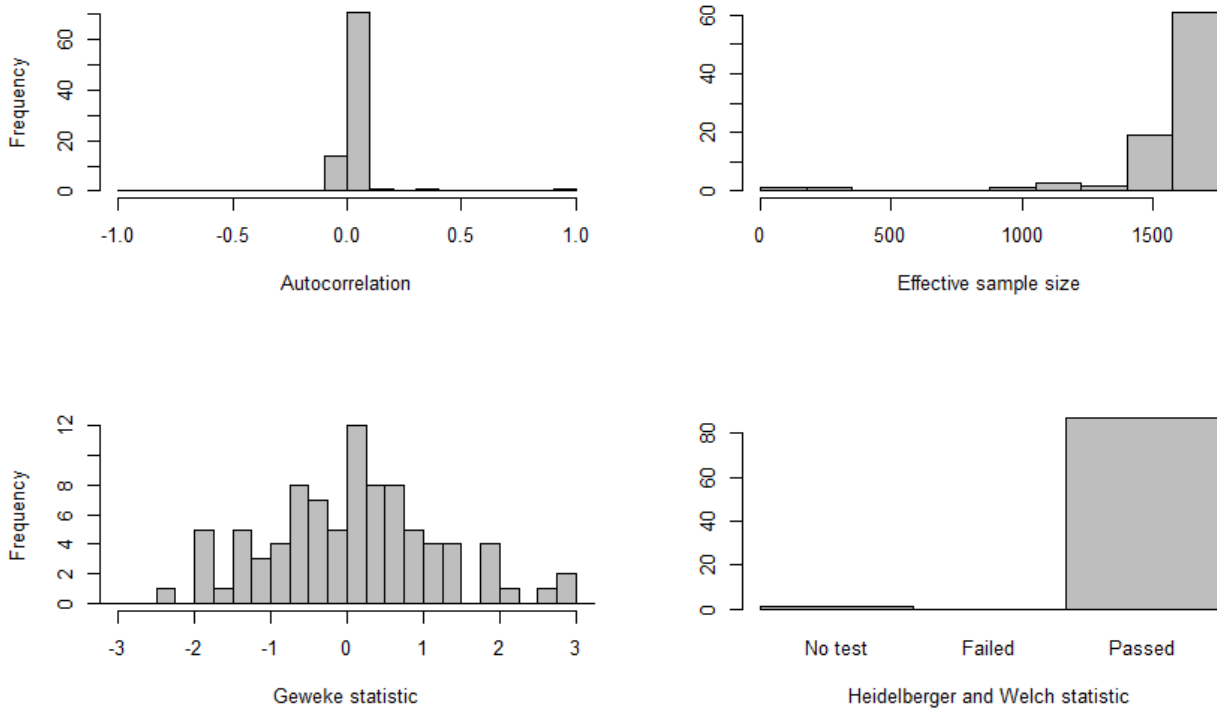 Frequency
0 20 40 60
-1.0 -0.5 0.0 0.5 1.0
Autocorrelation
0 20 40 60
0 500 1000 1500
Effective sample size
Frequency
0 2 4 6 8 12
-3 -2 -1 0 1 2 3
Geweke statistic
0 20 40 60 80
No test Failed Passed
Heidelberger and Welch statistic